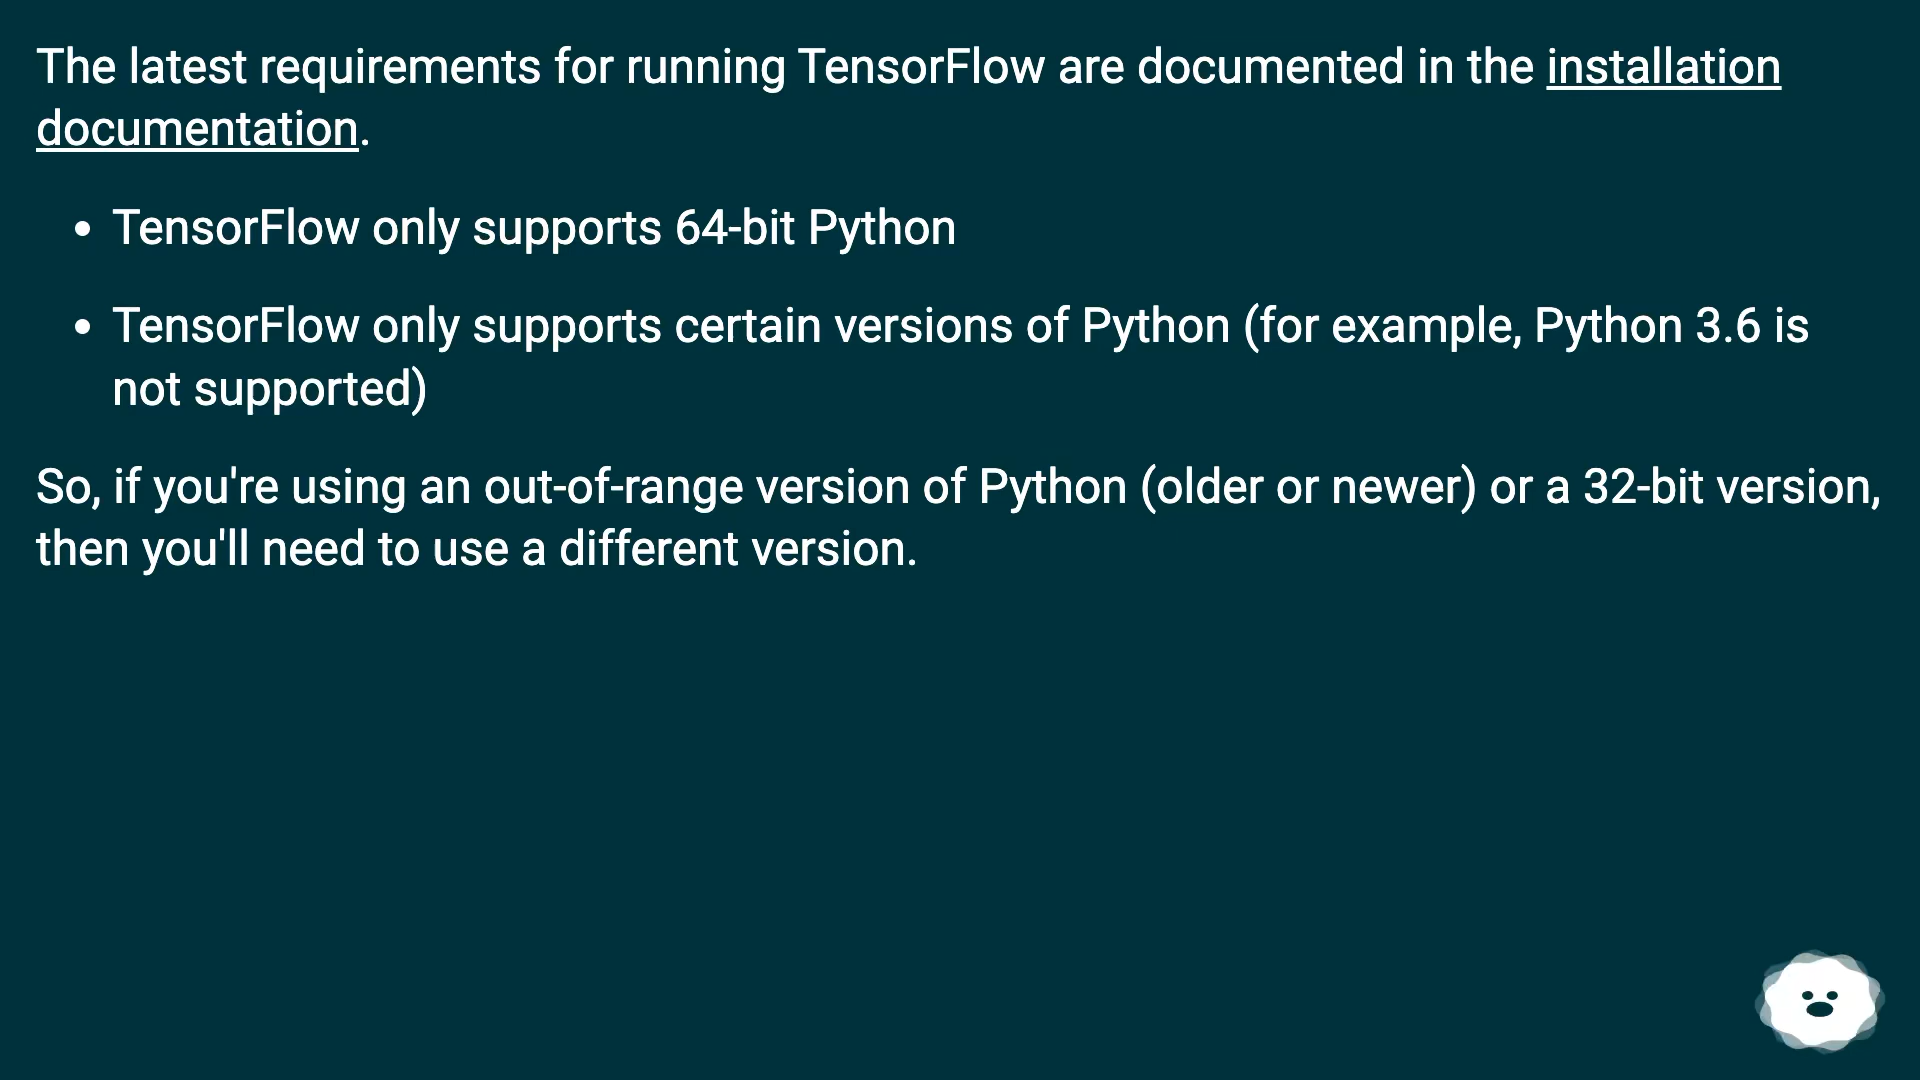 The latest requirements for running TensorFlow are documented in the installation
documentation.
• TensorFlow only supports 64-bit Python
• TensorFlow only supports certain versions of Python (for example, Python 3.6 is
not supported)
So, if you're using an out-of-range version of Python (older or newer) or a 32-bit version,
then you'll need to use a different version.